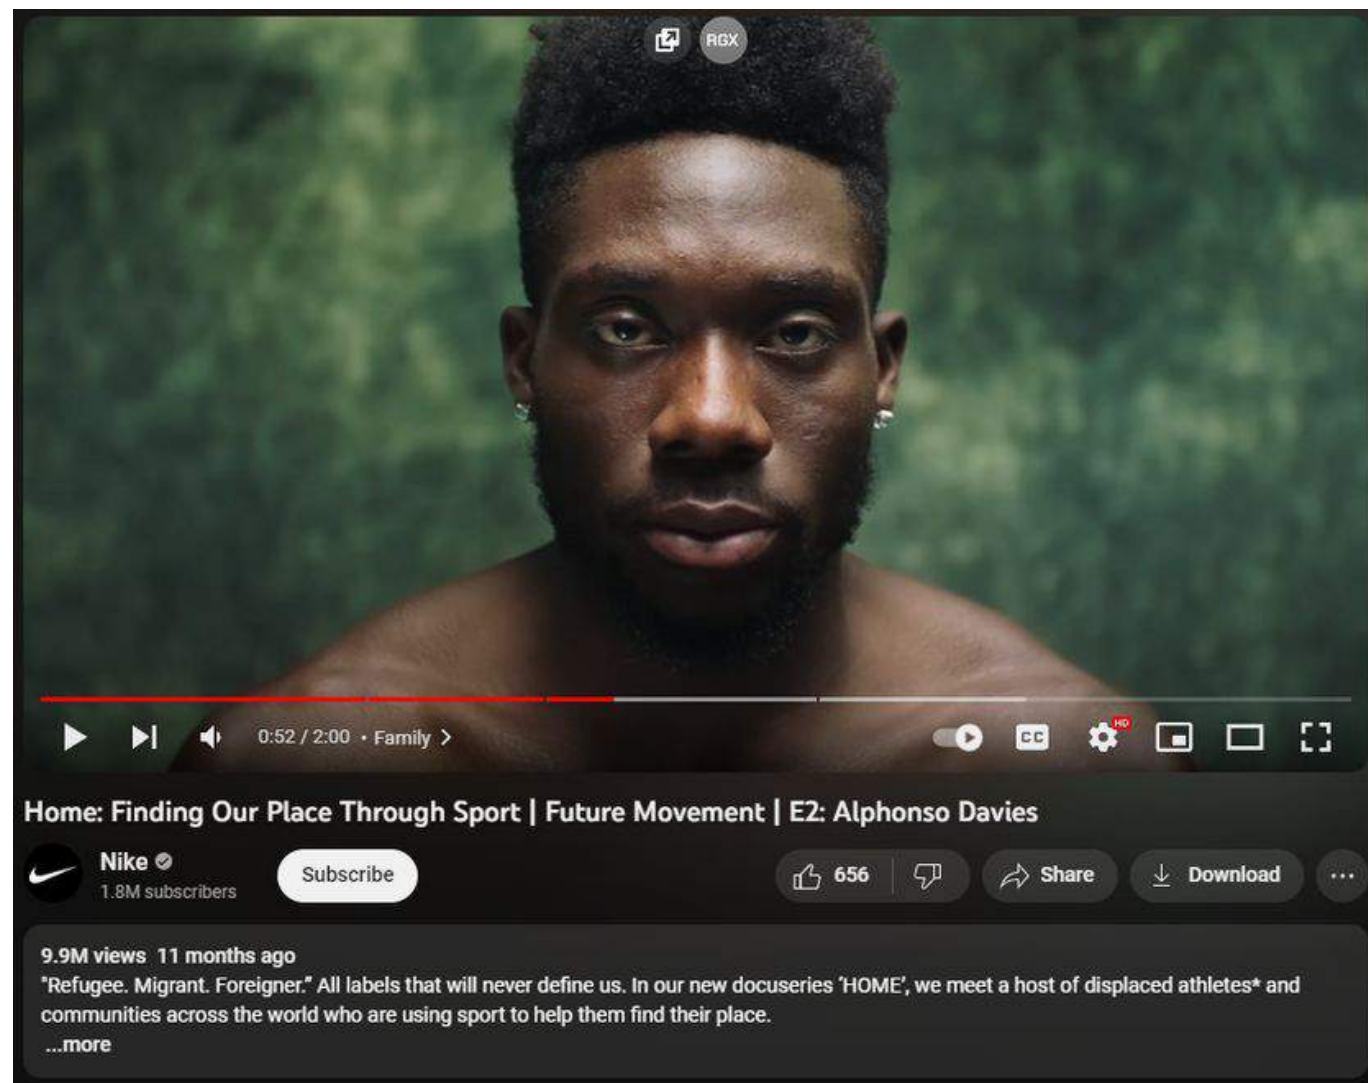 RGX
0:52 / 2:00 • Family >
CC
HD
Home: Finding Our Place Through Sport | Future Movement | E2: Alphonso Davies
Nike
1.8M subscribers
Subscribe
656
Share
Download
9.9M views 11 months ago
"Refugee. Migrant. Foreigner." All labels that will never define us. In our new docuseries 'HOME', we meet a host of displaced athletes* and
communities across the world who are using sport to help them find their place.
...more